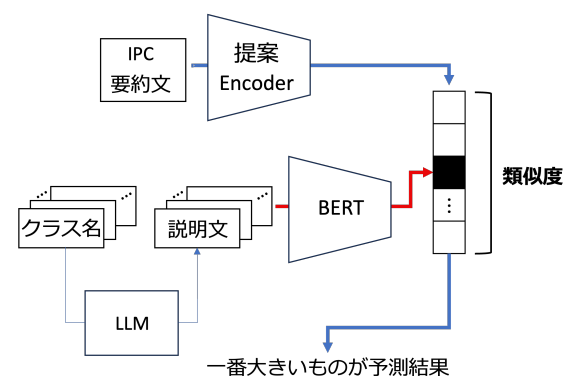 IPC
要約文
提案
Encoder
類似度
クラス名
説明文
BERT
LLM
一番大きいものが予測結果